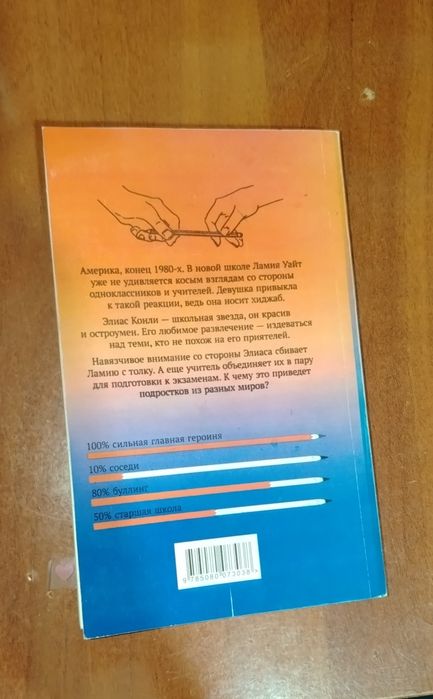 Америка, конец 1980-х. В новой школе Ламия Уайт
уже не удивляется косым взглядам со стороны
одноклассников и учителей. Девушка привыкла
к такой реакции, ведь она носит хиджаб.
Элиас Конли — школьная звезда, он красив
и остроумен. Его любимое развлечение — издеваться
над теми, кто не похож на его приятелей.
Навязчивое внимание со стороны Элиаса сбивает
Ламию с толку. А еще учитель объединяет их в пару
для подготовки к экзаменам. К чему это приведет
подростков из разных миров?
100% сильная главная героиня
10% соседи
80% буллинг
50% старшая школа
9 785080 073038 >